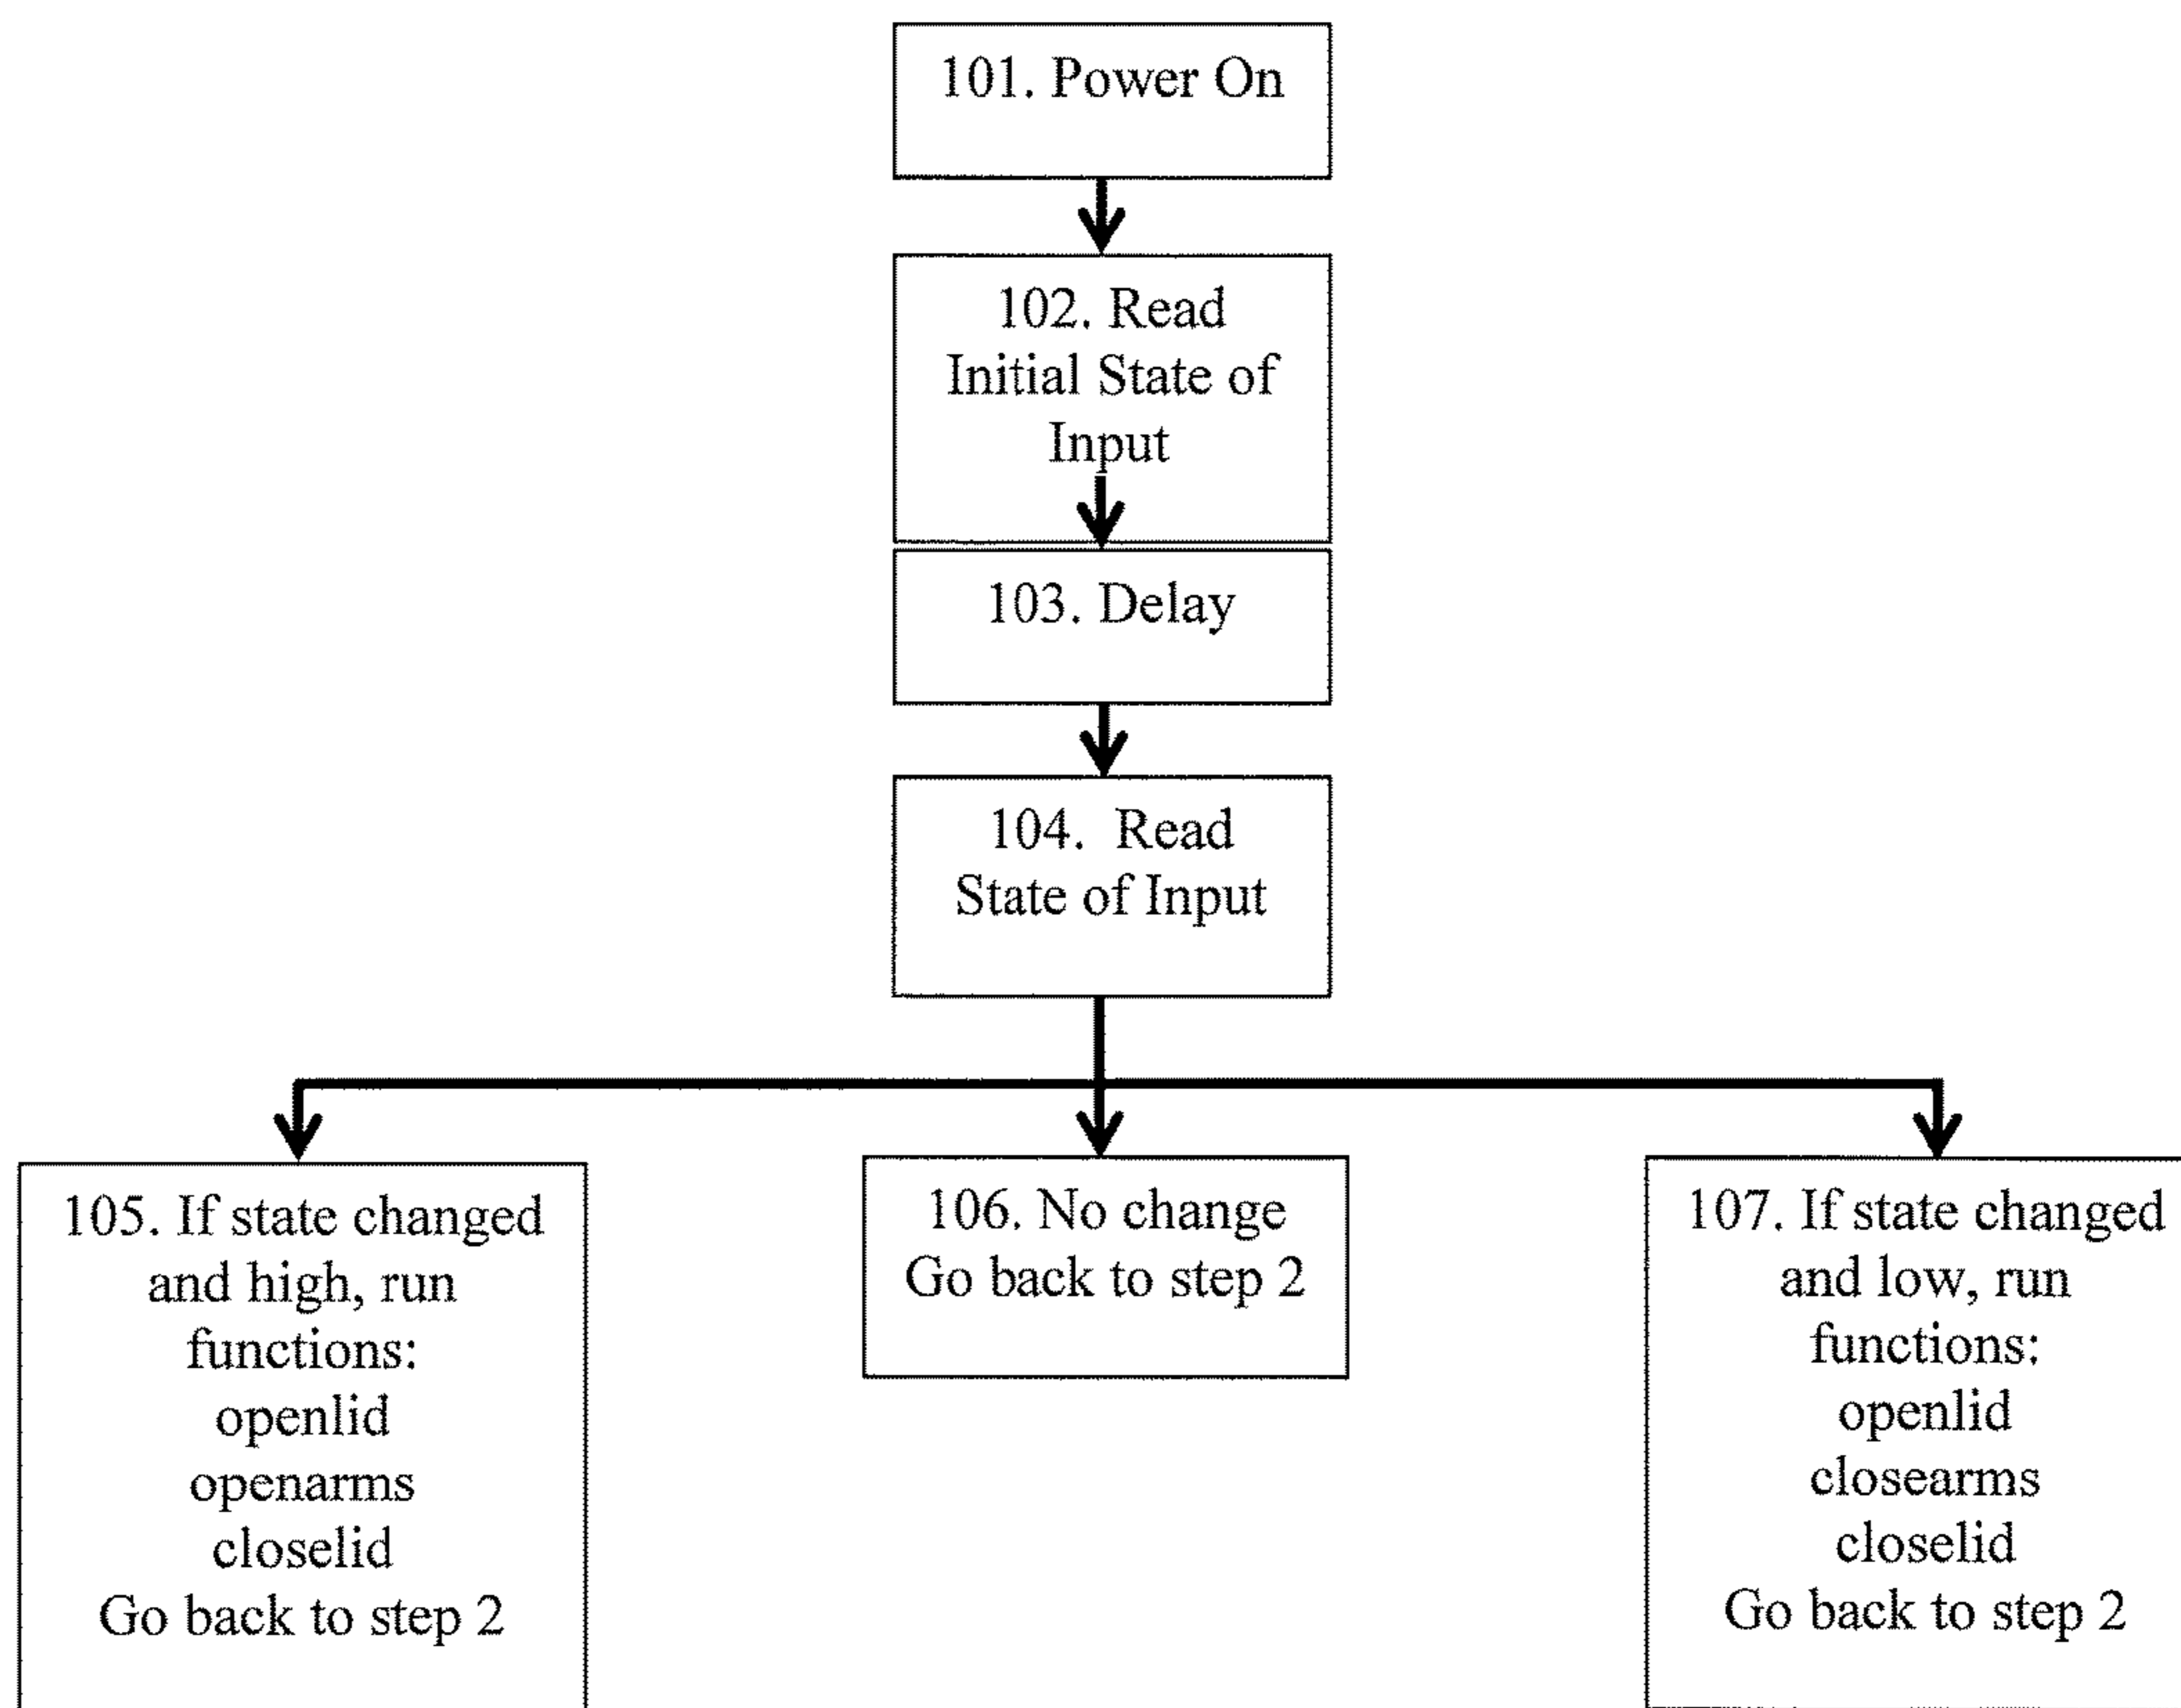 101. Power On
102. Read
Initial State of
Input
103. Delay
104. Read
State of Input
105. If state changed
and high, run
functions:
openlid
openarms
closelid
Go back to step 2
106. No change
Go back to step 2
107. If state changed
and low, run
functions:
openlid
closearms
closelid
Go back to step 2